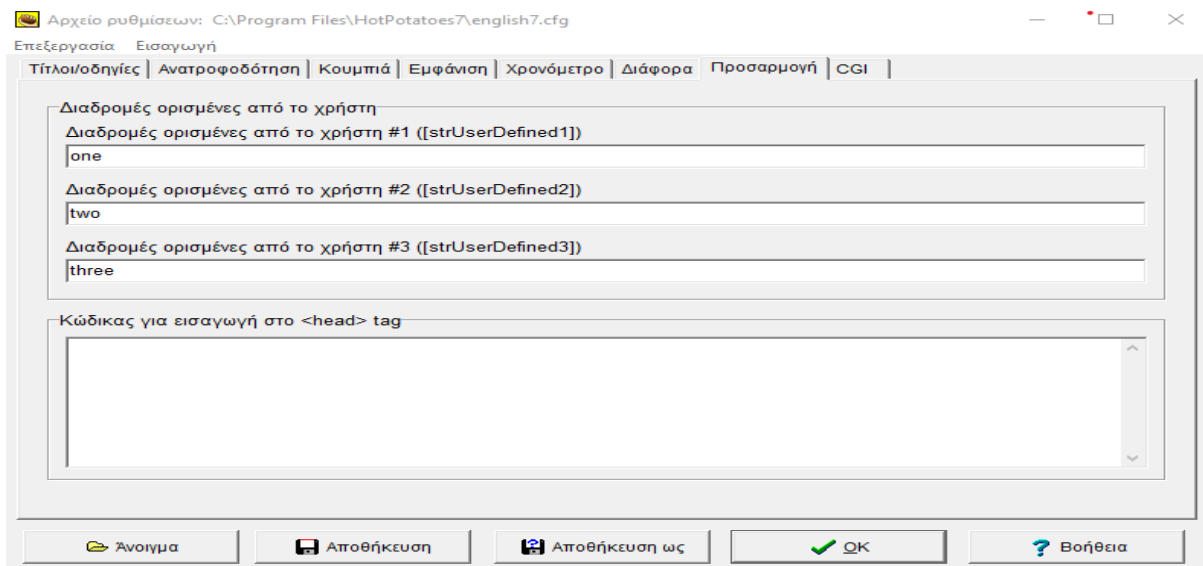 Αρχείο ρυθμίσεων: C:\Program Files\HotPotatoes7\english7.cfg
Επεξεργασία Εισαγωγή
Τίτλοι/οδηγίες Ανατροφοδότηση Κουμπιά Εμφάνιση Χρονόμετρο Διάφορα Προσαρμογή CGI
Διαδρομές ορισμένες από το χρήστη
Διαδρομές ορισμένες από το χρήστη #1 ([strUserDefined1])
one
Διαδρομές ορισμένες από το χρήστη #2 ([strUserDefined2])
two
Διαδρομές ορισμένες από το χρήστη #3 ([strUserDefined3])
three
Κώδικας για εισαγωγή στο <head> tag
Άνοιγμα Αποθήκευση Αποθήκευση ως OK Βοήθεια